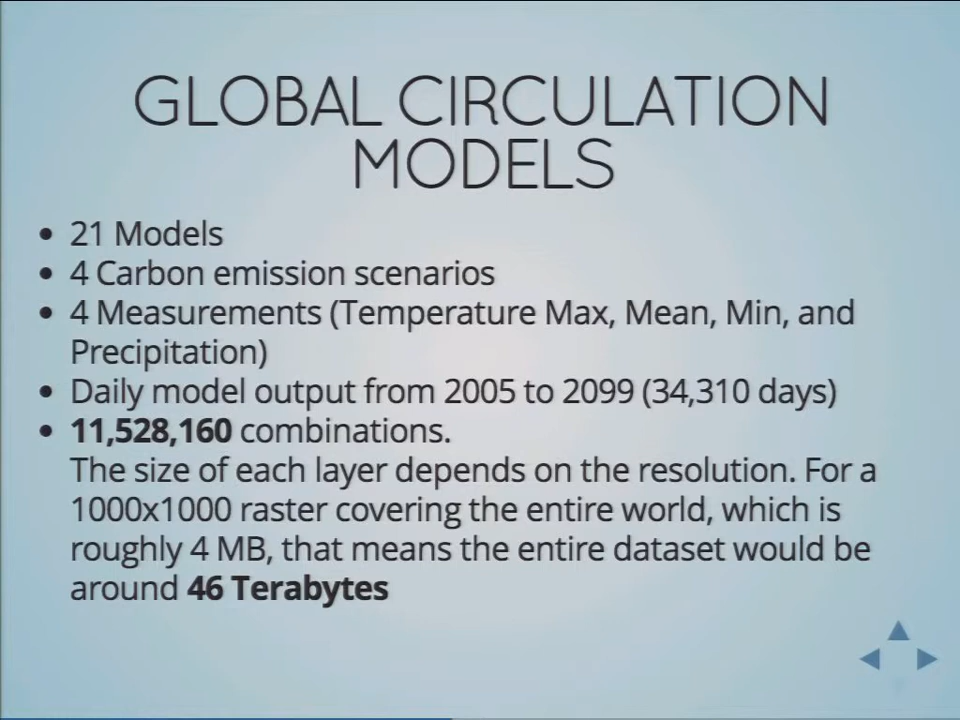 GLOBAL CIRCULATION
MODELS
• 21 Models
• 4 Carbon emission scenarios
• 4 Measurements (Temperature Max, Mean, Min, and
Precipitation)
• Daily model output from 2005 to 2099 (34,310 days)
• 11,528,160 combinations.
The size of each layer depends on the resolution. For a
1000x1000 raster covering the entire world, which is
roughly 4 MB, that means the entire dataset would be
around 46 Terabytes